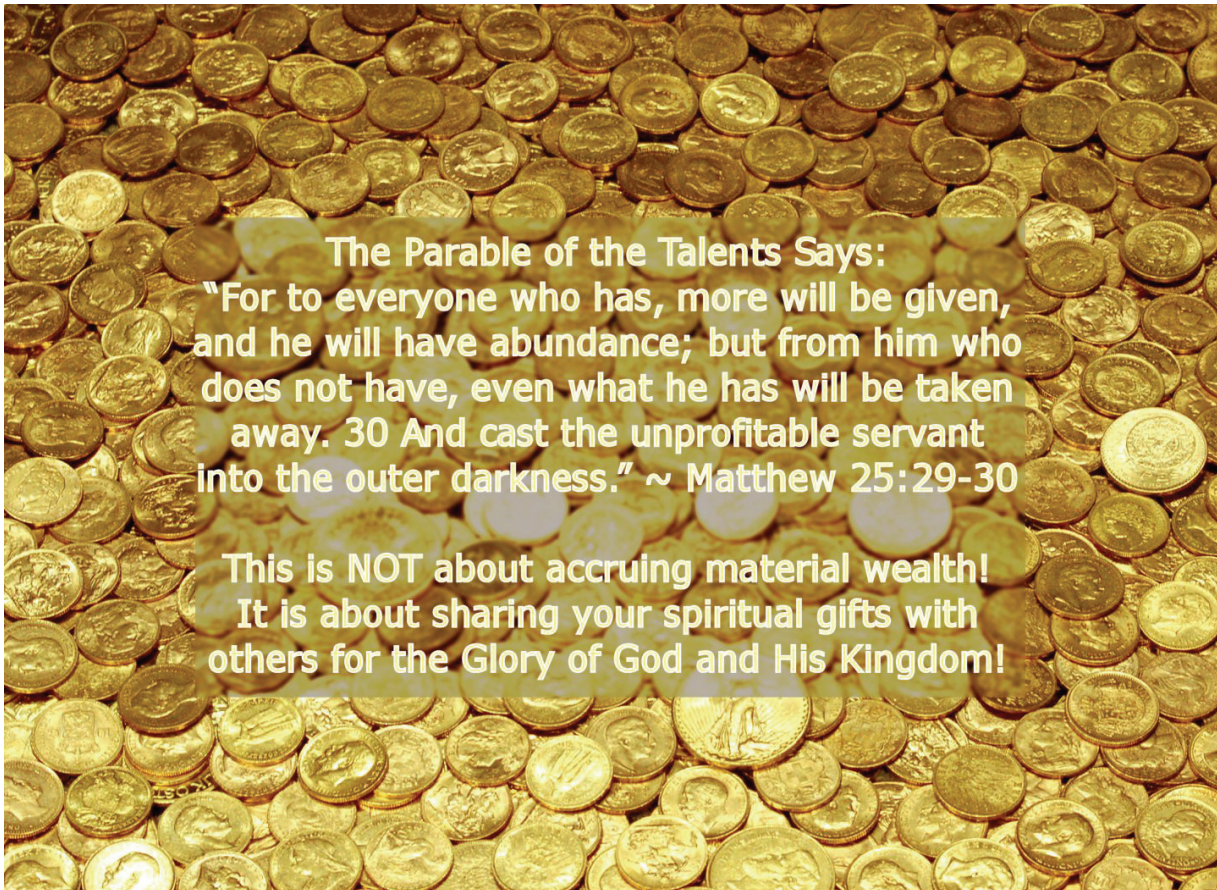 The Parable of the Talents Says:
“For to everyone who has, more will be given,
and he will have abundance; but from him who
does not have, even what he has will be taken
away. 30 And cast the unprofitable servant
into the outer darkness.” ~ Matthew 25:29-30
This is NOT about accruing material wealth!
It is about sharing your spiritual gifts with
others for the Glory of God and His Kingdom!